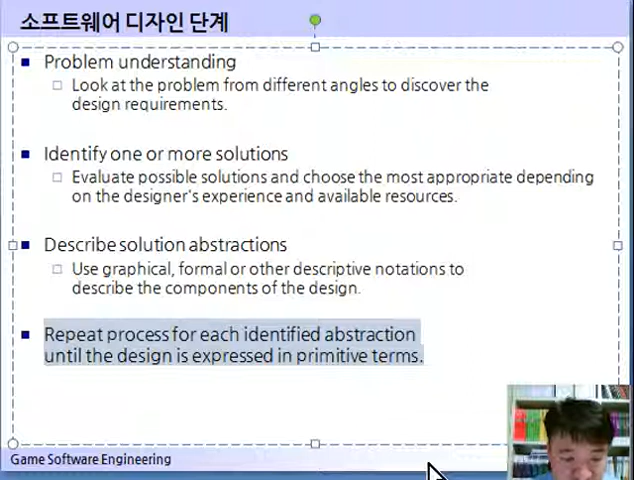 소프트웨어 디자인 단계
Problem understanding
Look at the problem from different angles to discover the
design requirements.
Identify one or more solutions
Evaluate possible solutions and choose the most appropriate depending
on the designer's experience and available resources.
Describe solution abstractions
Use graphical, formal or other descriptive notations to
describe the components of the design.
Repeat process for each identified abstraction
until the design is expressed in primitive terms.
Game Software Engineering